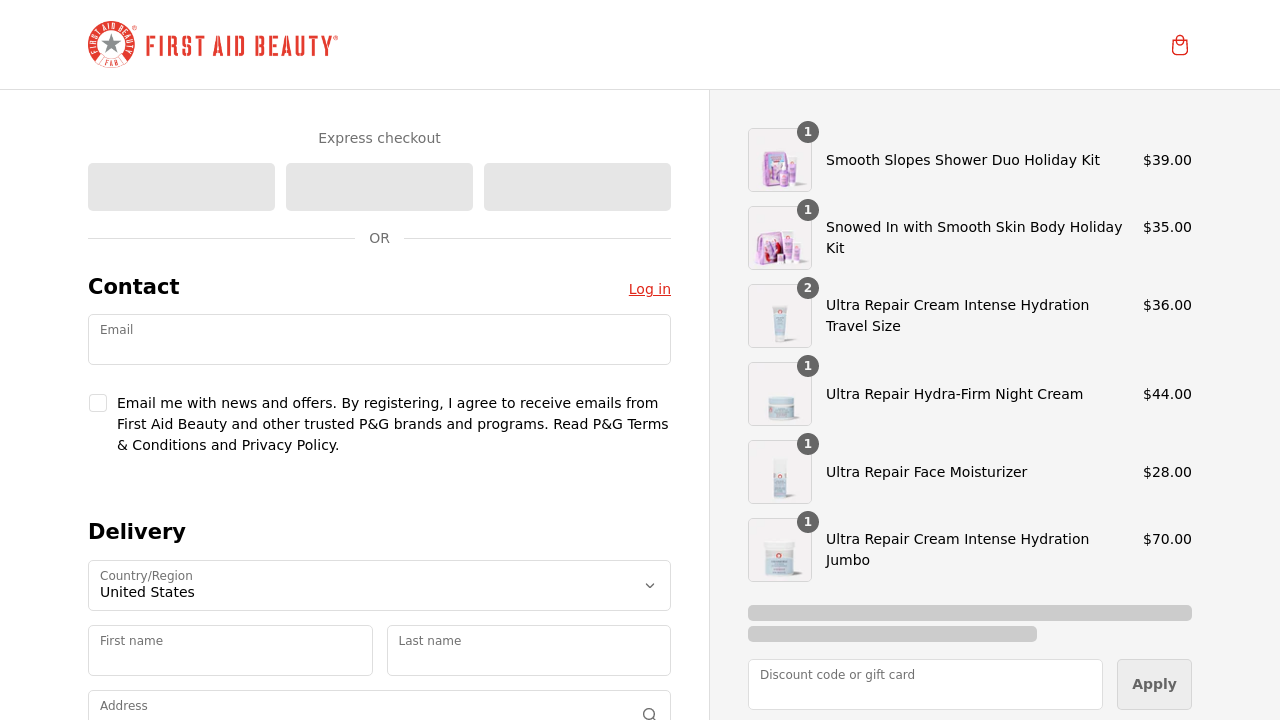 FIRST AID BEAUTY
FAB
FIRST AID BEAUTY®
Express checkout
OR
Contact
Log in
Email
Email me with news and offers. By registering, I agree to receive emails from
First Aid Beauty and other trusted P&G brands and programs. Read P&G Terms
& Conditions and Privacy Policy.
Delivery
Country/Region
United States
First name
Last name
Address
1
Smooth Slopes Shower Duo Holiday Kit
$39.00
1
Snowed In with Smooth Skin Body Holiday
Kit
$35.00
2
Ultra Repair Cream Intense Hydration
Travel Size
$36.00
1
Ultra Repair Hydra-Firm Night Cream
$44.00
1
Ultra Repair Face Moisturizer
$28.00
1
Ultra Repair Cream Intense Hydration
Jumbo
$70.00
Discount code or gift card
Apply